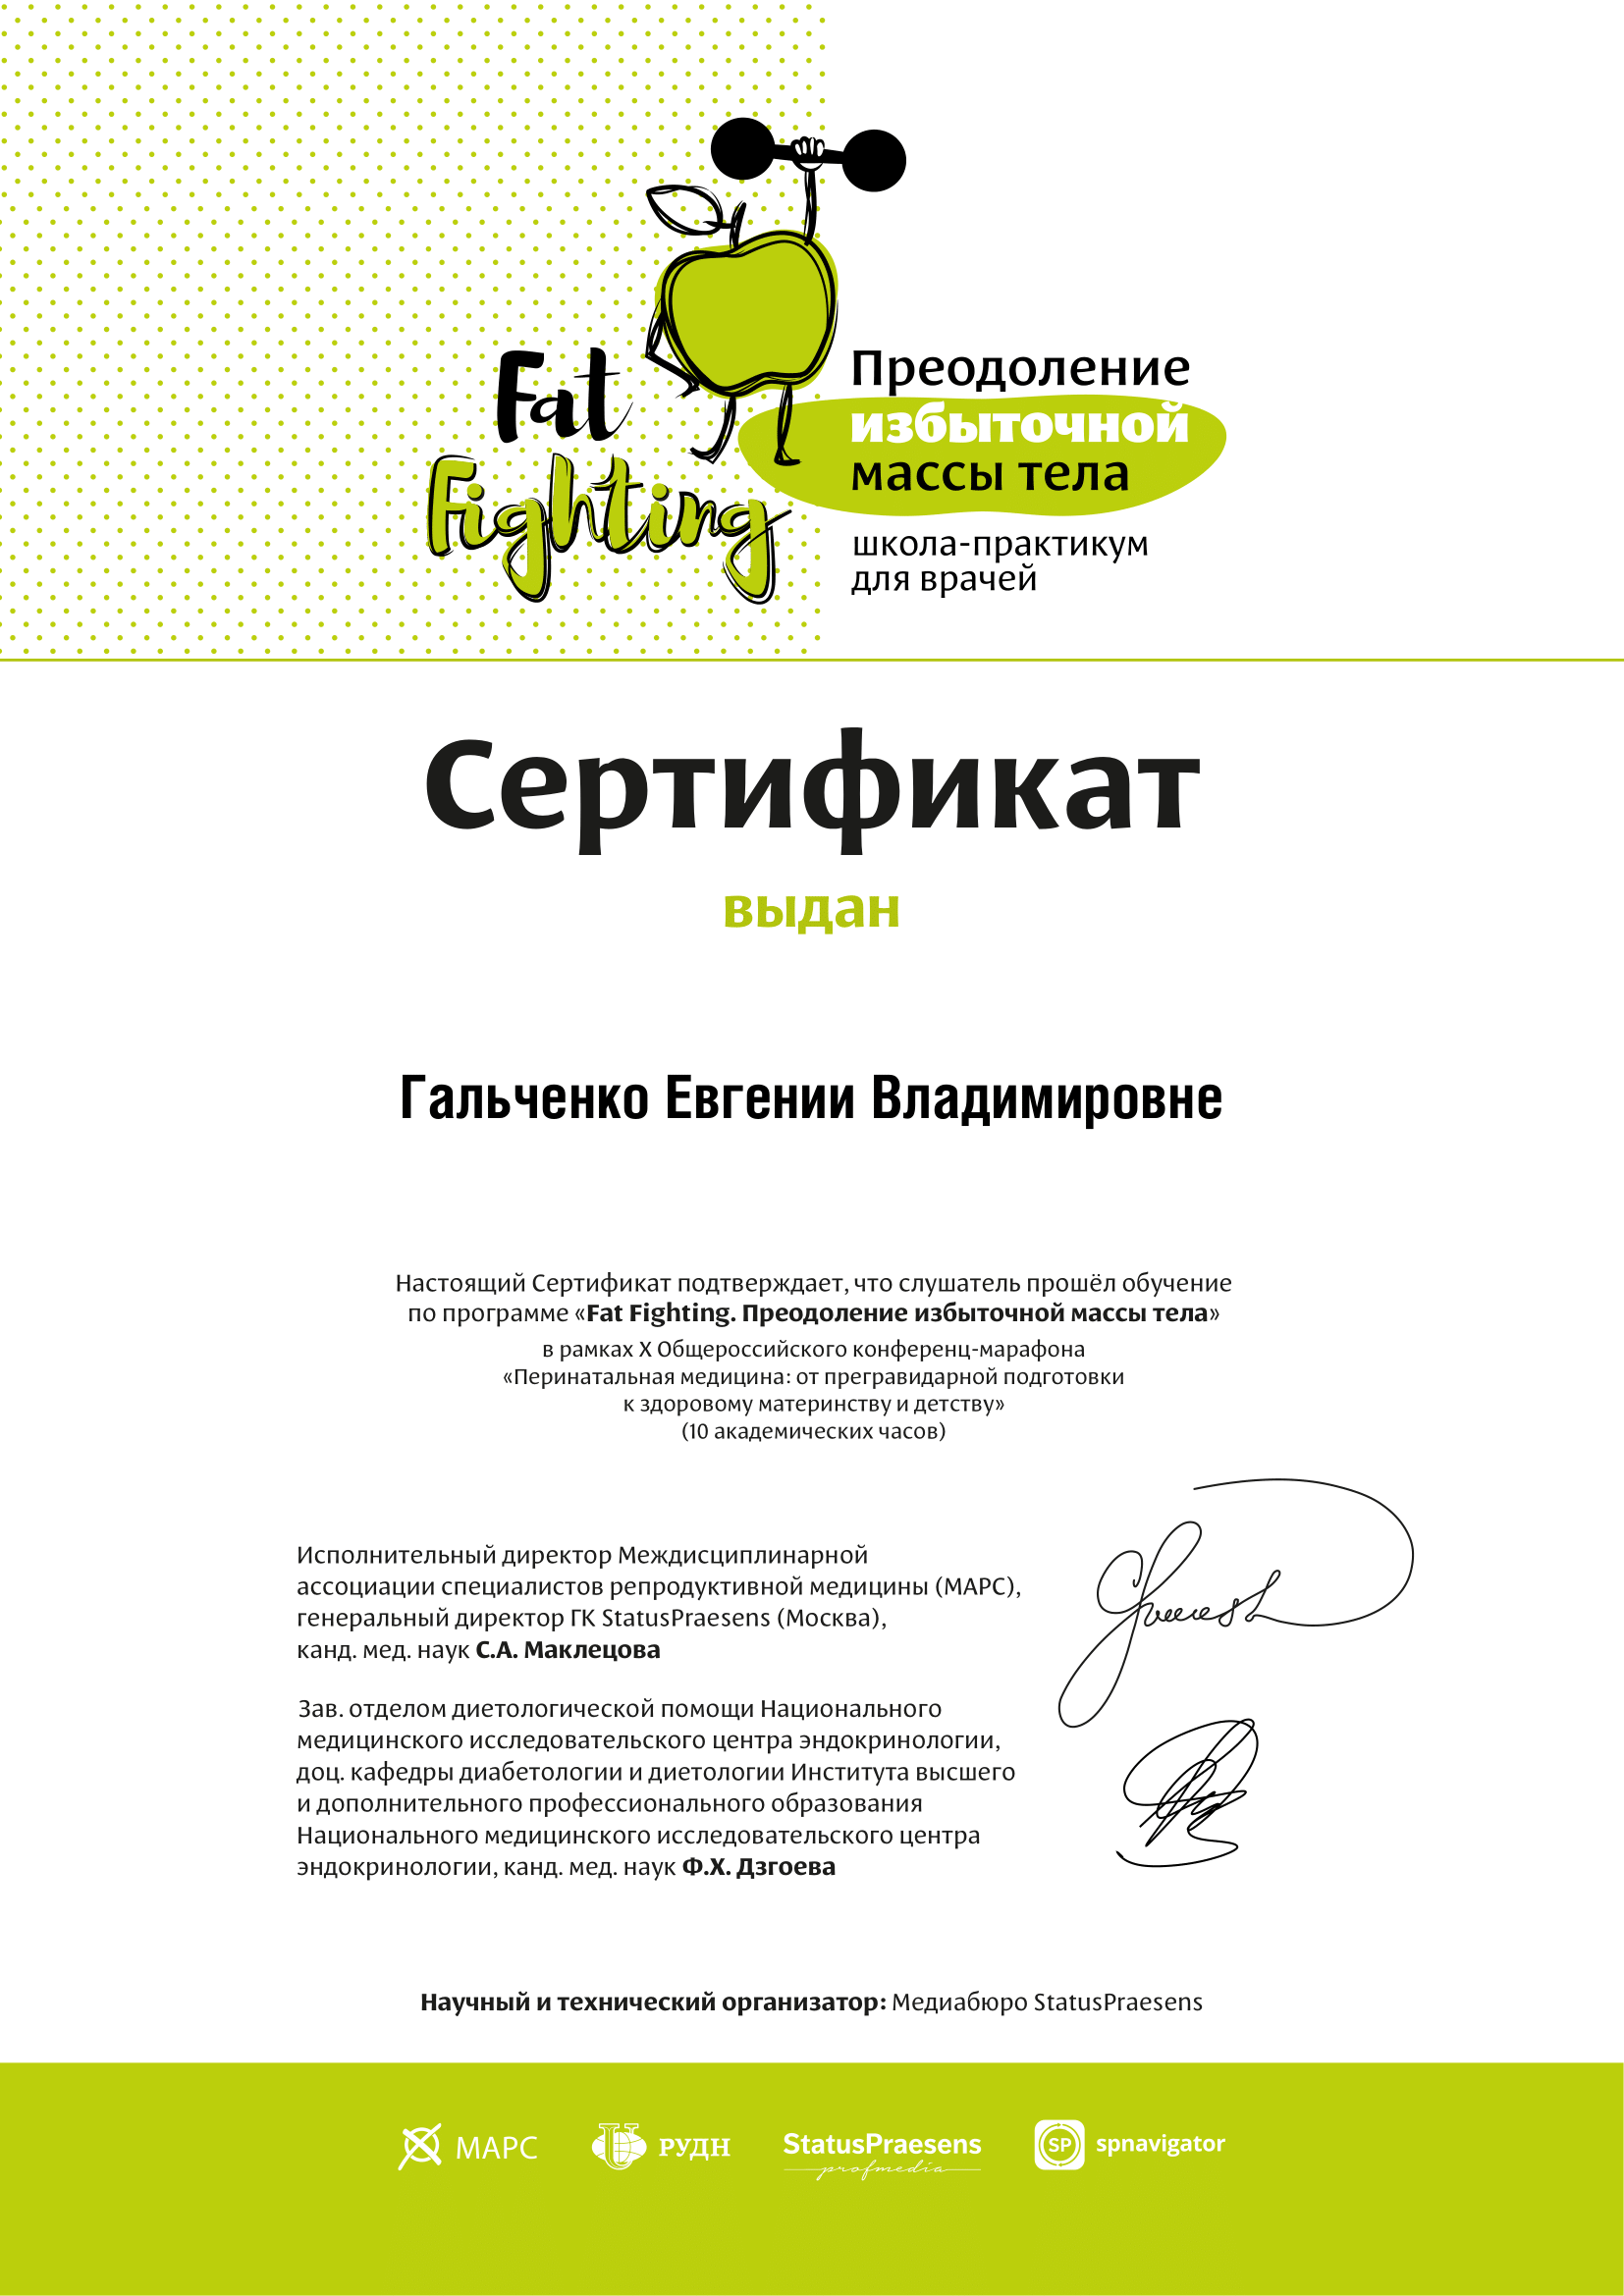 Fat
Fighting
Преодоление
избыточной
массы тела
школа-практикум
для врачей
Сертификат
выдан
Гальченко Евгении Владимировне
Настоящий Сертификат подтверждает, что слушатель прошёл обучение
по программе «Fat Fighting. Преодоление избыточной массы тела»
в рамках X Общероссийского конференц-марафона
«Перинатальная медицина: от прегравидарной подготовки
к здоровому материнству и детству»
(10 академических часов)
Исполнительный директор Междисциплинарной
ассоциации специалистов репродуктивной медицины (МАРС),
генеральный директор ГК StatusPraesens (Москва),
канд. мед. наук С.А. Маклецова
Зав. отделом диетологической помощи Национального
медицинского исследовательского центра эндокринологии,
доц. кафедры диабетологии и диетологии Института высшего
и дополнительного профессионального образования
Национального медицинского исследовательского центра
эндокринологии, канд. мед. наук Ф.Х. Дзгоева
Научный и технический организатор: Медиабюро StatusPraesens
МАРС
РУДН
StatusPraesens
profmedia
SP spnavigator